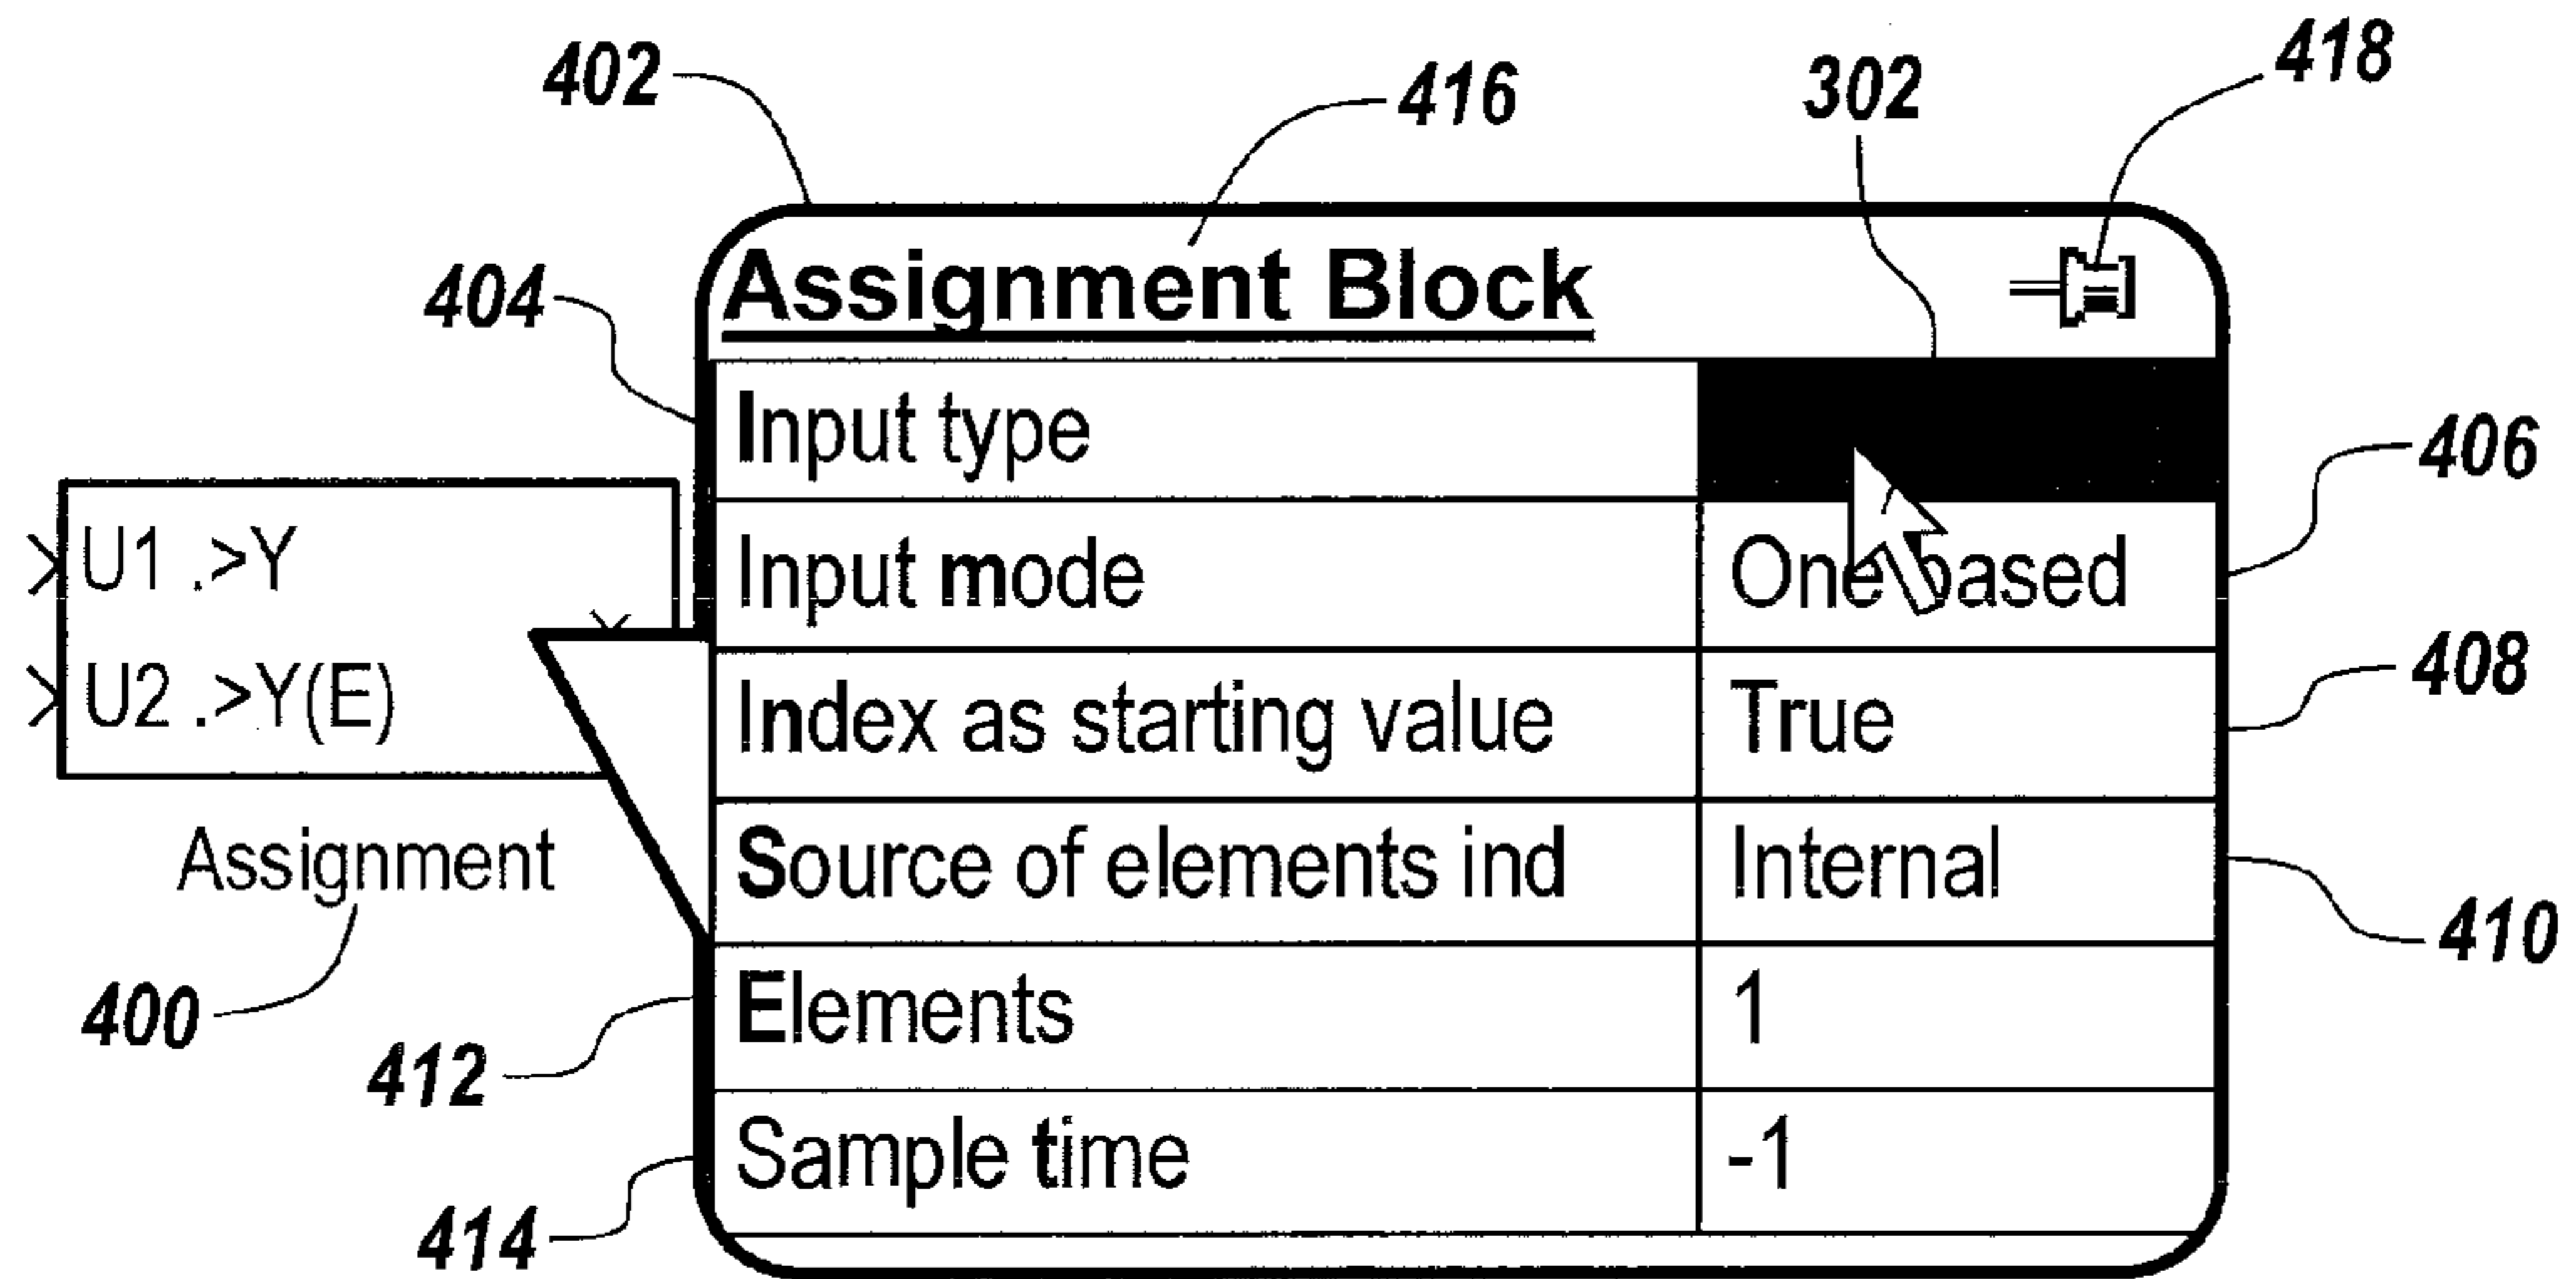 402
416
302
418
Assignment Block
404
Input type
406
Input mode One based
U1 .>Y
408
Index as starting value True
U2 .>Y(E)
Source of elements ind Internal
Assignment
410
400
Elements 1
412
Sample time -1
414